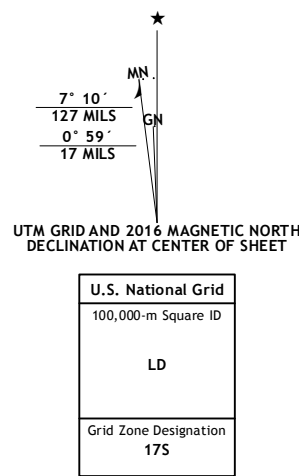 ★
MN
7° 10´
127 MILS
GN
0° 59´
17 MILS
UTM GRID AND 2016 MAGNETIC NORTH
DECLINATION AT CENTER OF SHEET
U.S. National Grid
100,000-m Square ID
LD
Grid Zone Designation
17S